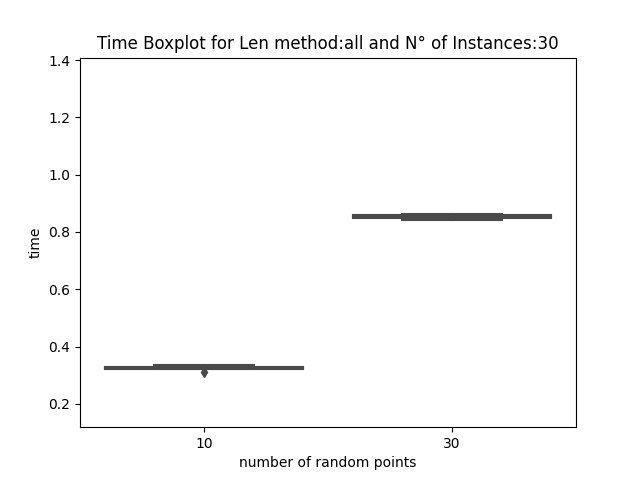 Time Boxplot for Len method:all and N° of Instances:30
1.4
1.2
1.0
0.8
0.6
0.4
0.2
time
10 30
number of random points